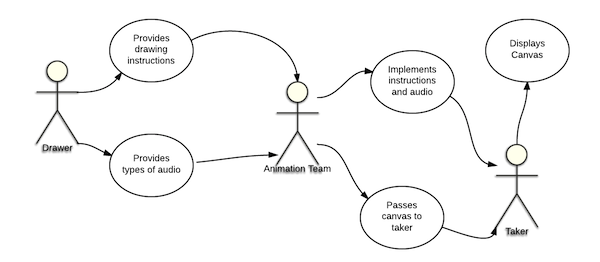 Provides
drawing
instructions
Displays
Canvas
Implements
instructions
and audio
Drawer
Provides
types of audio
Animation Team
Passes
canvas to
taker
Taker